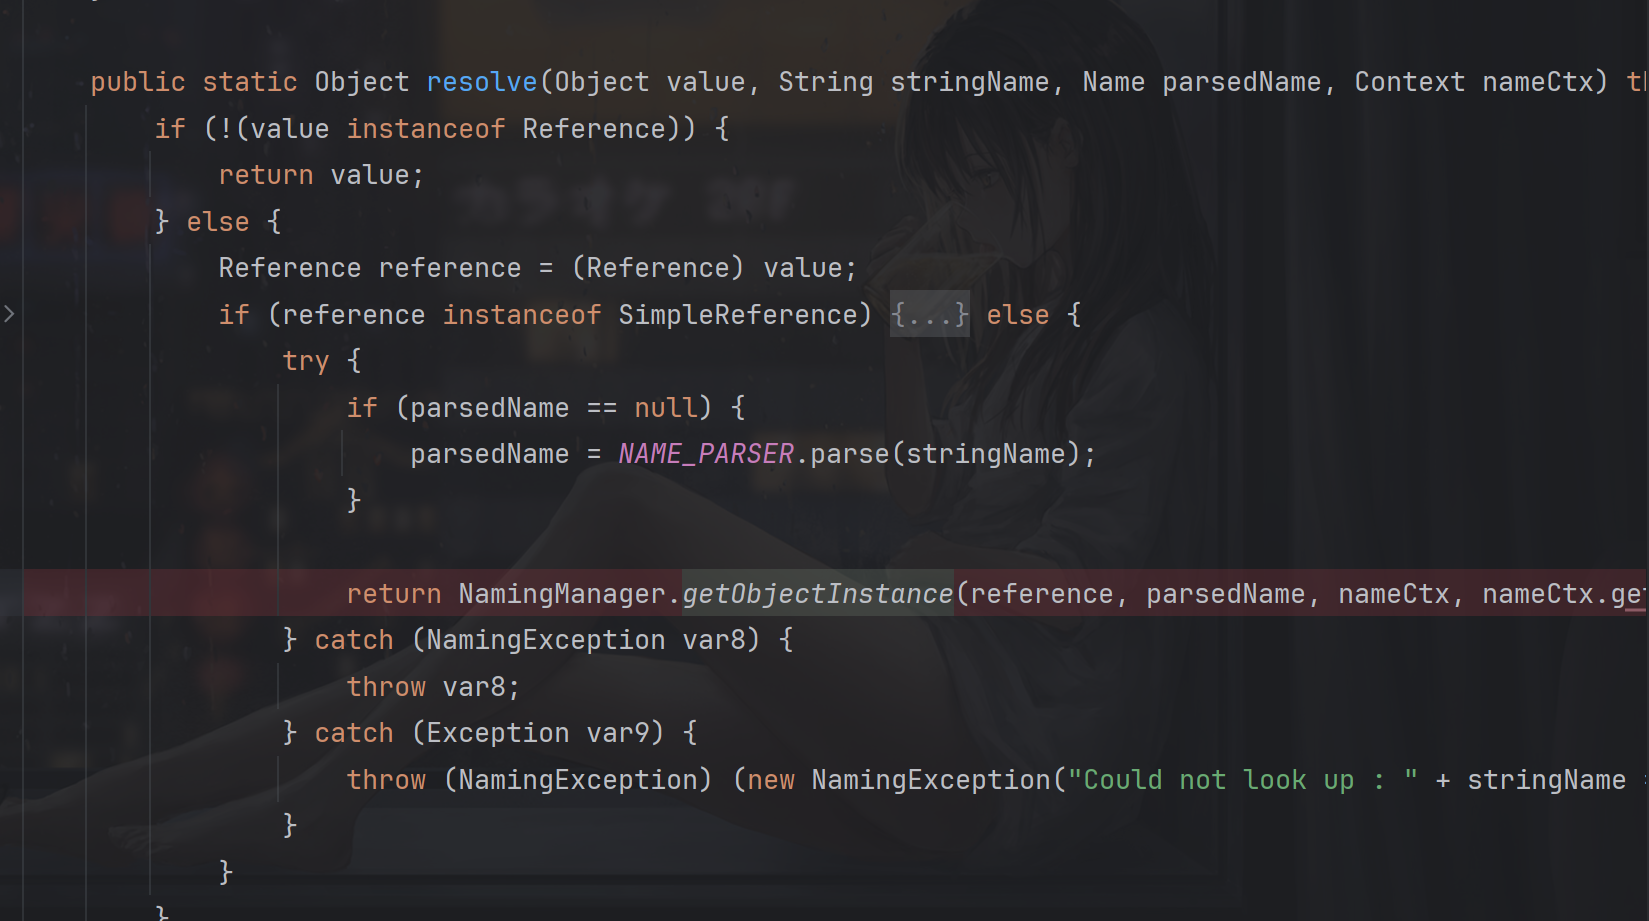 public static Object resolve(Object value, String stringName, Name parsedName, Context nameCtx) th
if (!(value instanceof Reference)) {
return value;
} else {
Reference reference = (Reference) value;
if (reference instanceof SimpleReference) {...} else {
try {
if (parsedName == null) {
parsedName = NAME_PARSER.parse(stringName);
}
return NamingManager.getObjectInstance(reference, parsedName, nameCtx, nameCtx.get
} catch (NamingException var8) {
throw var8;
} catch (Exception var9) {
throw (NamingException) (new NamingException("Could not look up : " + stringName
}
}
}